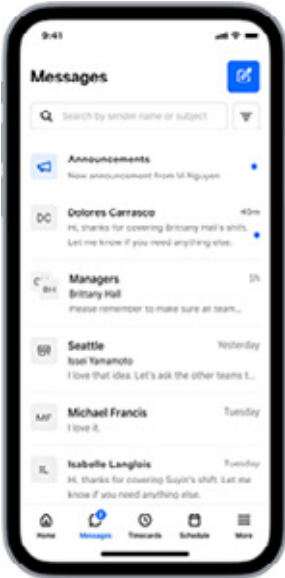 9:41
Messages
Search by sender name or subject
Announcements
New announcement from Vi Nguyen
DC
Dolores Carrasco
40m
Hi, thanks for covering Brittany Hall's shift.
Let me know if you need anything else.
BH
Managers
1h
Brittany Hall
Please remember to make sure all team...
Seattle
Yesterday
Issei Yamamoto
I love that idea. Let's ask the other teams t...
MF
Michael Francis
Tuesday
I love it.
IL
Isabelle Langlois
Tuesday
Hi, thanks for covering Suyin's shift. Let me
know if you need anything else.
2
Home
Messages
Timecards
Schedule
More